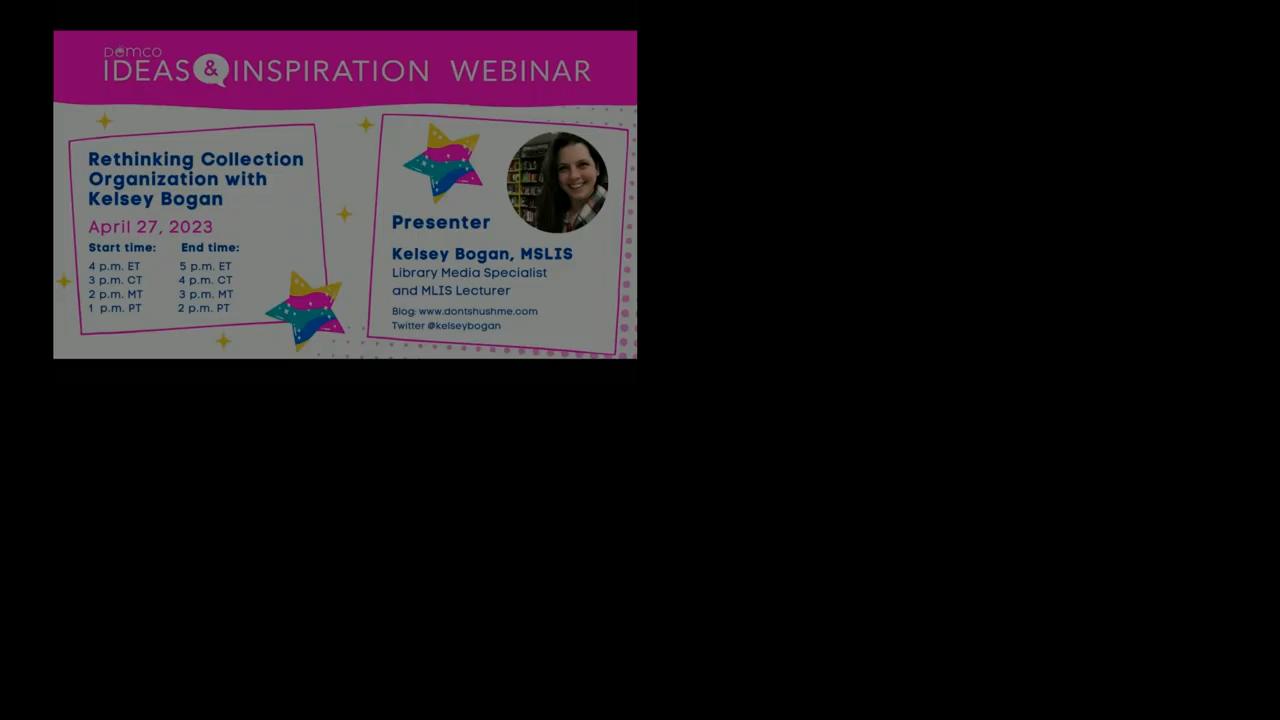 Demco
IDEAS & INSPIRATION WEBINAR
Rethinking Collection
Organization with
Kelsey Bogan
April 27, 2023
Start time: End time:
4 p.m. ET 5 p.m. ET
3 p.m. CT 4 p.m. CT
2 p.m. MT 3 p.m. MT
1 p.m. PT 2 p.m. PT
Presenter
Kelsey Bogan, MSLIS
Library Media Specialist
and MLIS Lecturer
Blog: www.dontshushme.com
Twitter @kelseybogan